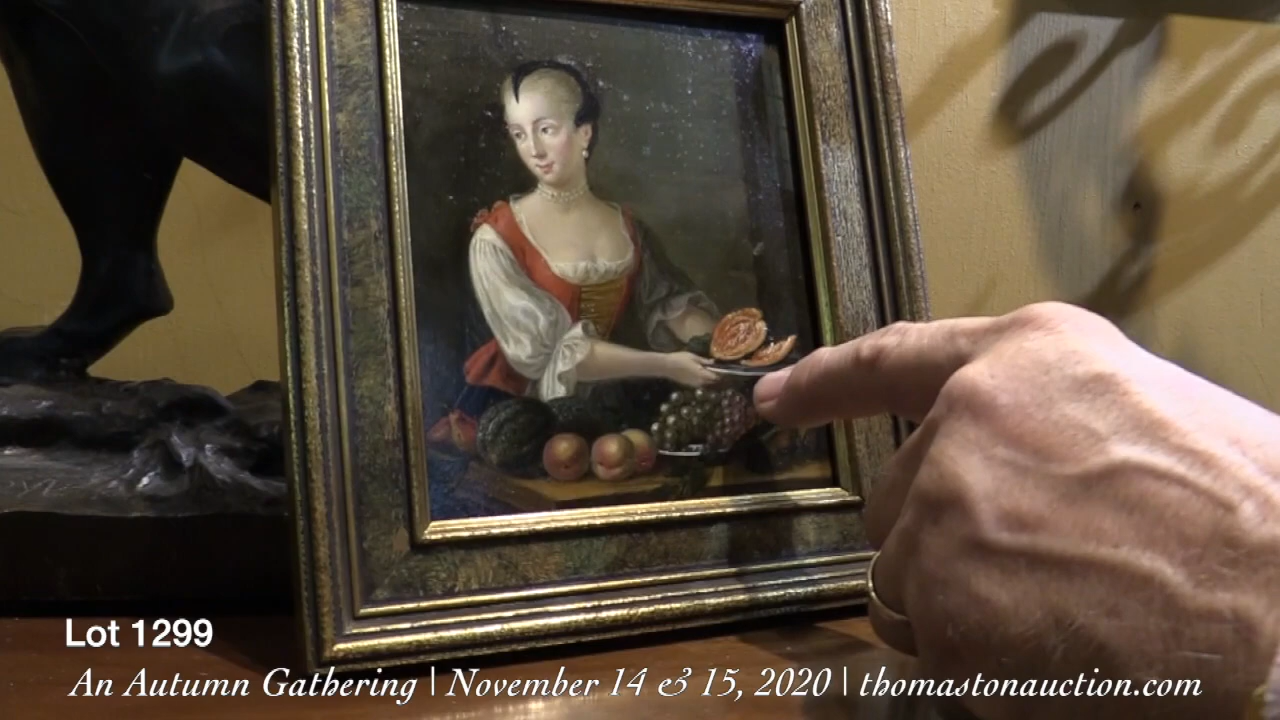 Lot 1299
An Autumn Gathering | November 14 & 15, 2020 | thomastonauction.com